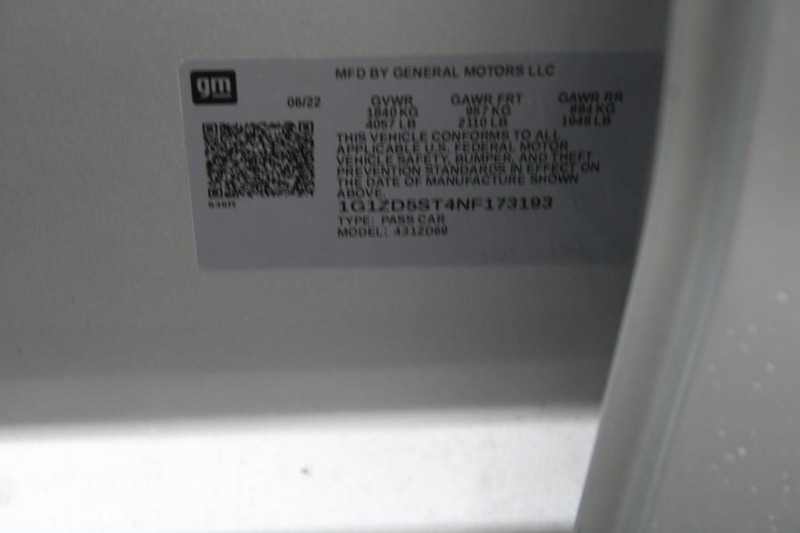 gm
MFD BY GENERAL MOTORS LLC
06/22 GVWR GAWR FRT GAWR RR
1840 KG 957 KG 884 KG
4057 LB 2110 LB 1948 LB
THIS VEHICLE CONFORMS TO ALL
APPLICABLE U.S. FEDERAL MOTOR
VEHICLE SAFETY, BUMPER, AND THEFT
PREVENTION STANDARDS IN EFFECT ON
THE DATE OF MANUFACTURE SHOWN
ABOVE.
1G1ZD5ST4NF173193
TYPE: PASS CAR
MODEL: 431ZD69